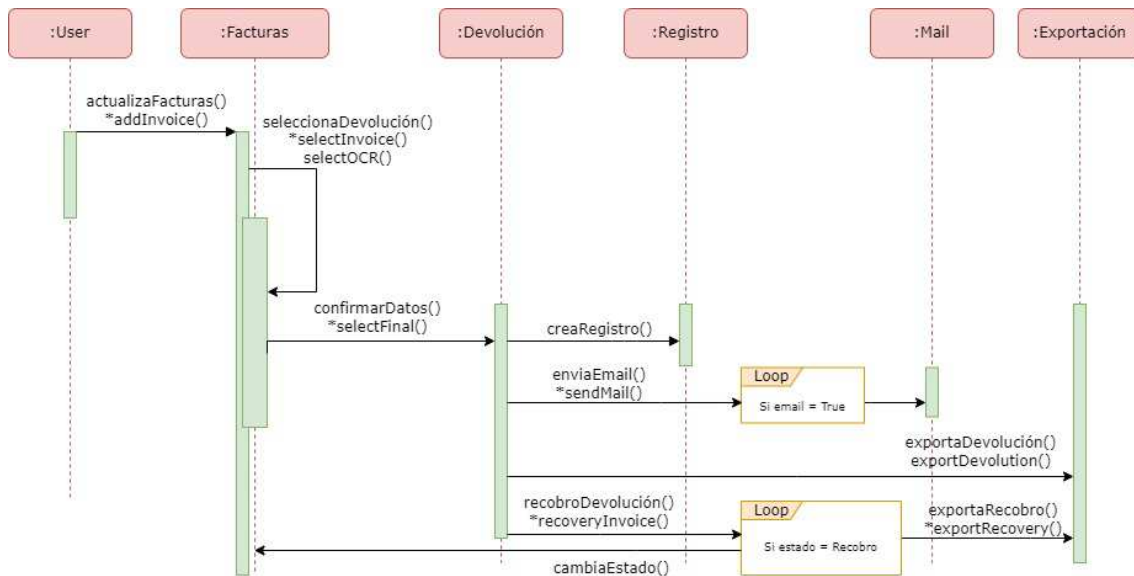 :User
:Facturas
:Devolución
:Registro
:Mail
:Exportación
actualizaFacturas()
*addInvoice()
seleccionaDevolución()
*selectInvoice()
selectOCR()
confirmarDatos()
*selectFinal()
creaRegistro()
enviaEmail()
*sendMail()
Loop
Si email = True
exportaDevolución()
exportDevolution()
recobroDevolución()
*recoveryInvoice()
Loop
Si estado = Recobro
exportaRecobro()
*exportRecovery()
cambiaEstado()